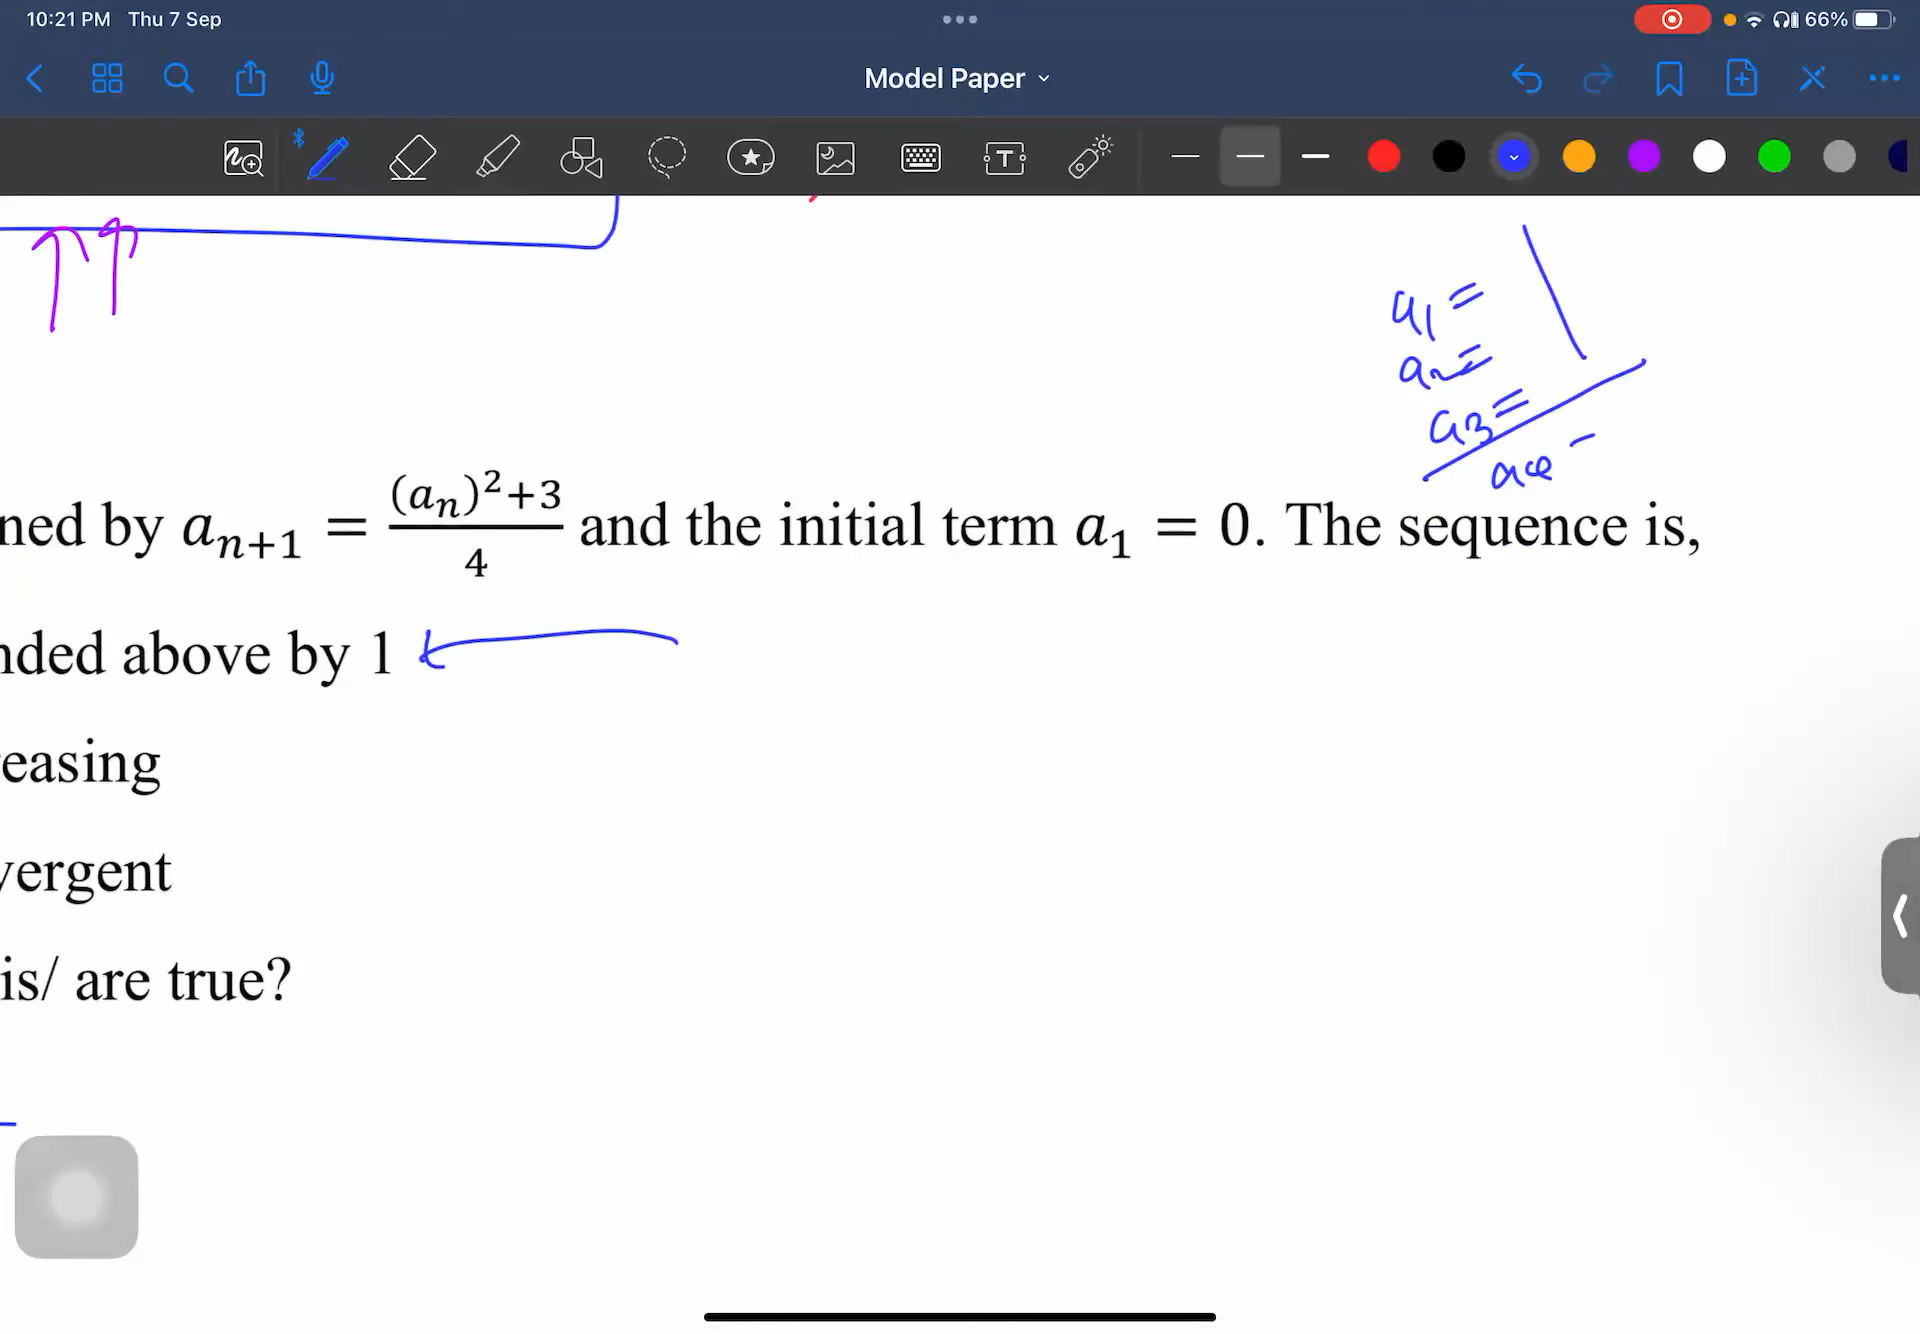 10:21 PM Thu 7 Sep
66%
Model Paper
T
a1 =
a2 =
a3 =
ned by aₙ₊₁ = (aₙ)²+3 / 4 and the initial term a₁ = 0. The sequence is,
nded above by 1
easing
vergent
is/ are true?